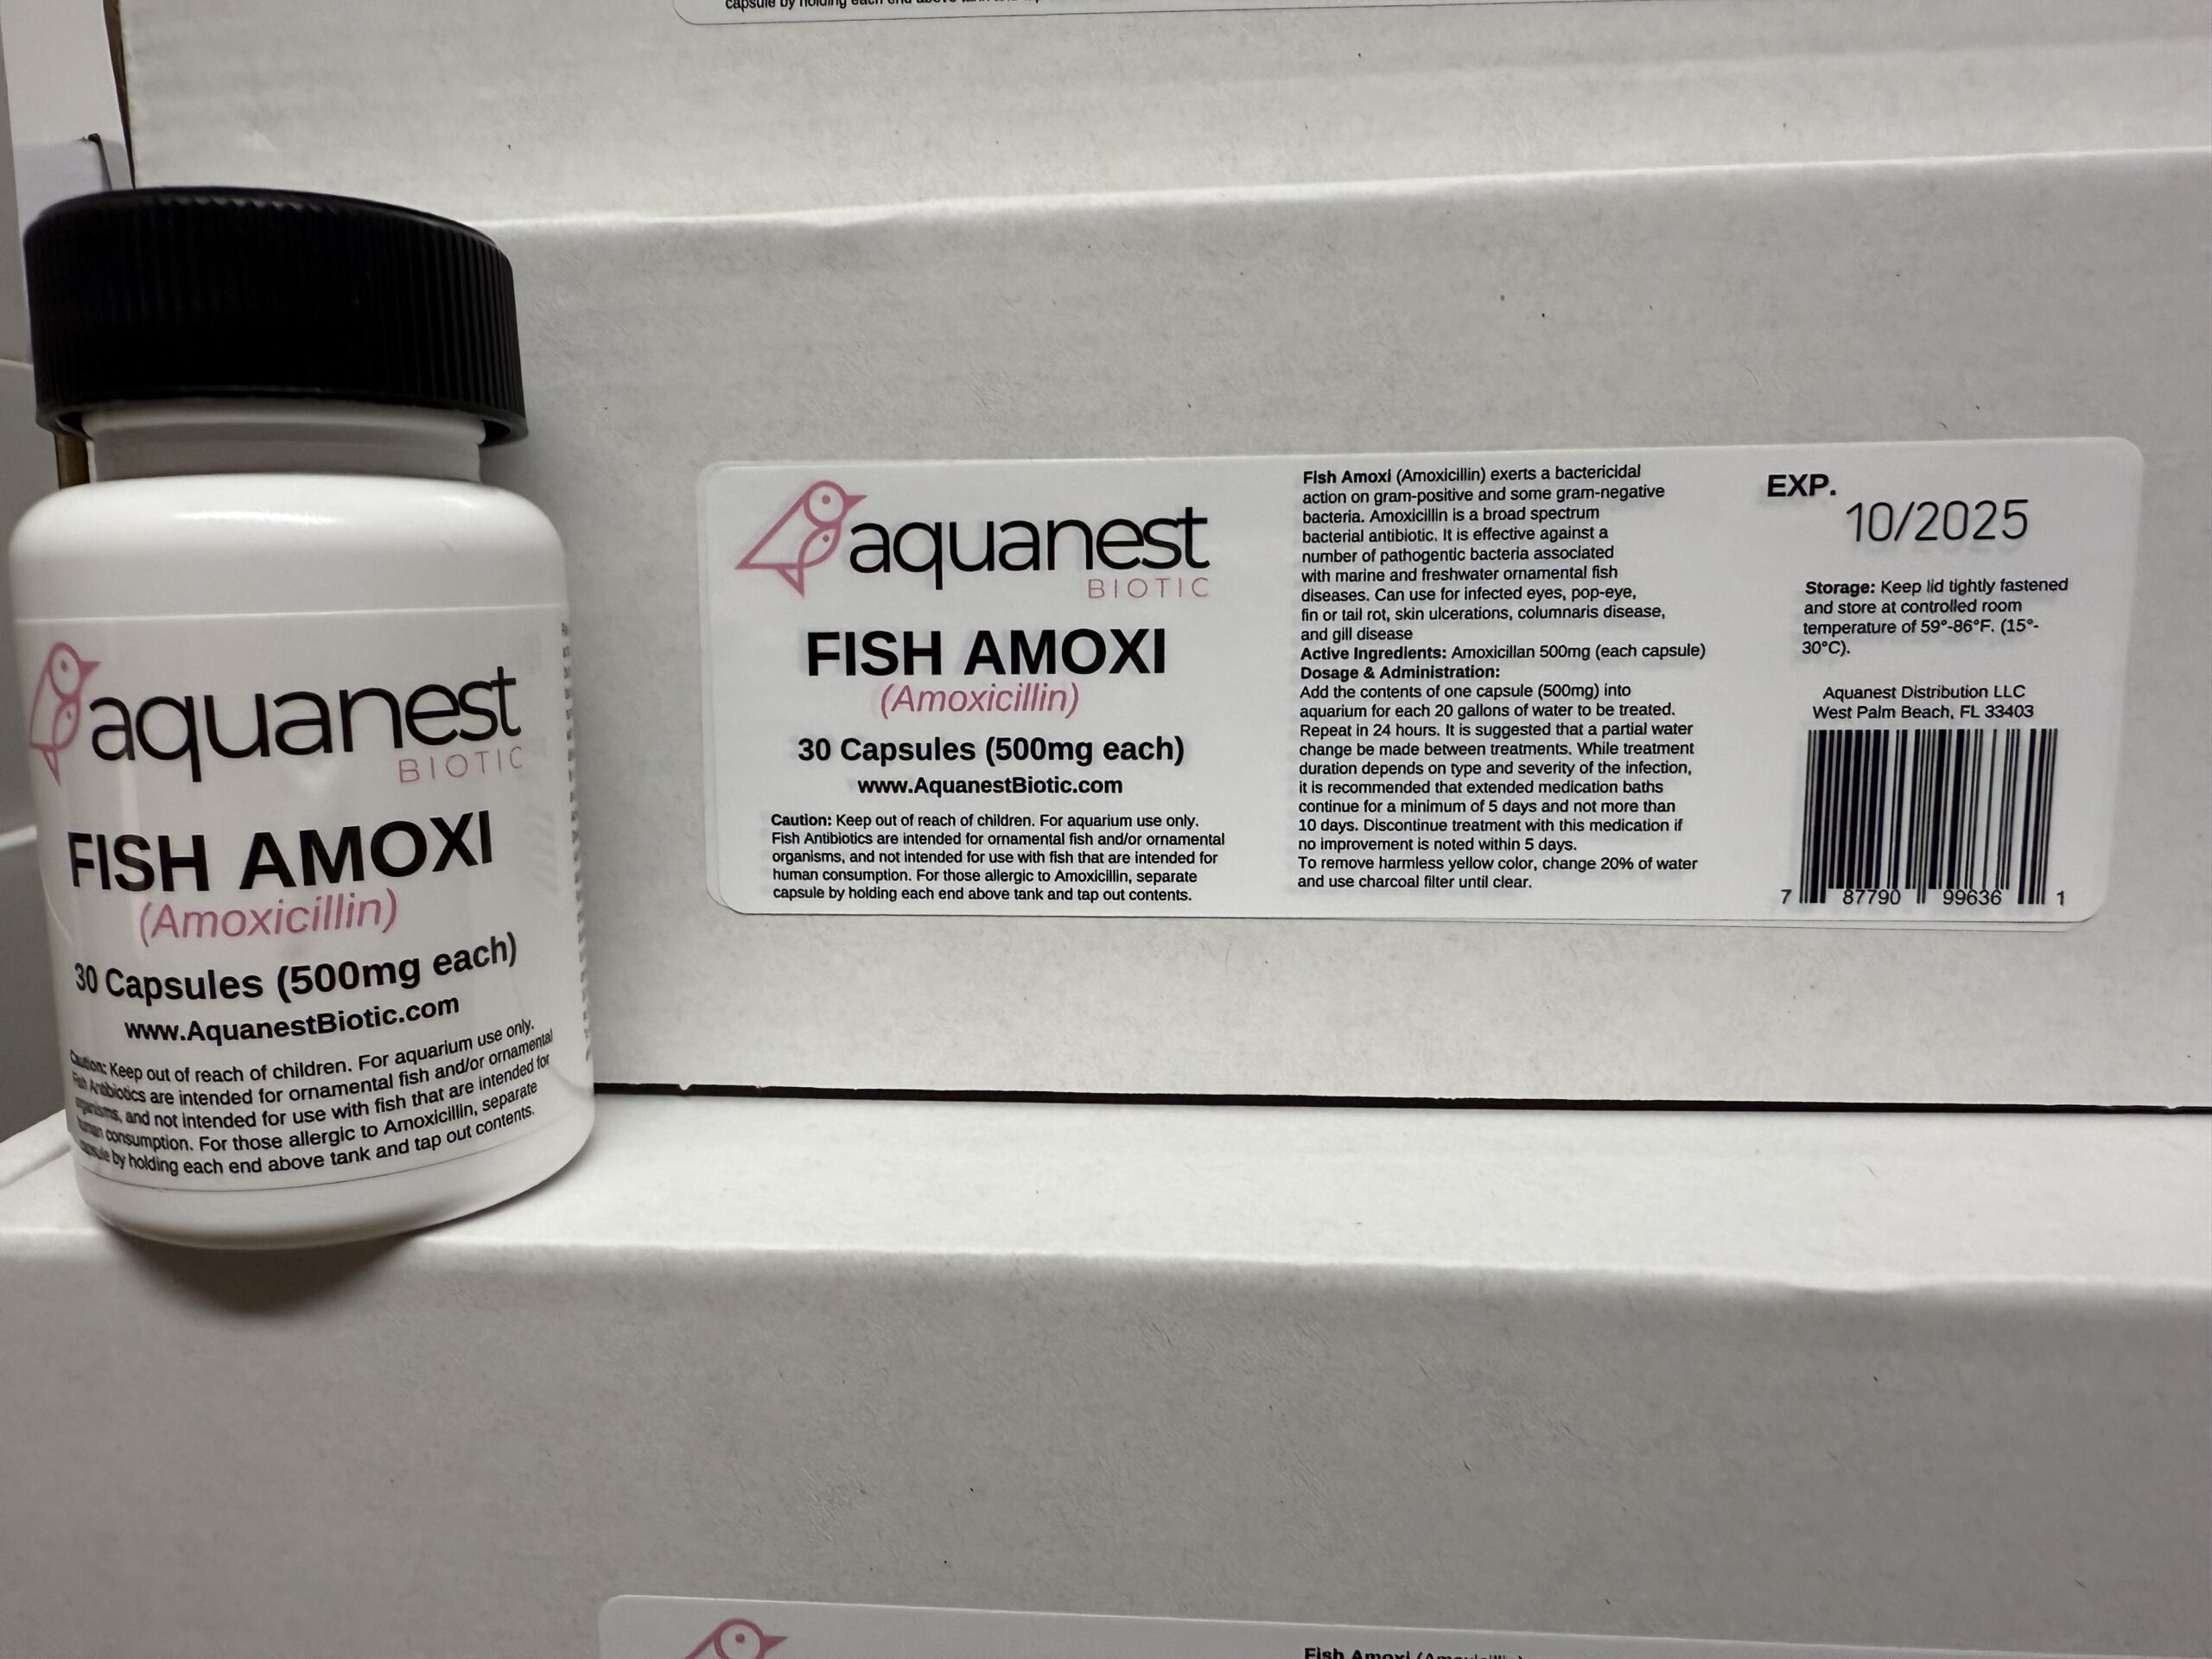 capsule by holding each end above tank
aquanest
BIOTIC
FISH AMOXI
(Amoxicillin)
30 Capsules (500mg each)
www.AquanestBiotic.com
Caution: Keep out of reach of children. For aquarium use only.
Fish Antibiotics are intended for ornamental fish and/or ornamental
organisms, and not intended for use with fish that are intended for
human consumption. For those allergic to Amoxicillin, separate
capsule by holding each end above tank and tap out contents.
aquanest
BIOTIC
FISH AMOXI
(Amoxicillin)
30 Capsules (500mg each)
www.AquanestBiotic.com
Caution: Keep out of reach of children. For aquarium use only.
Fish Antibiotics are intended for ornamental fish and/or ornamental
organisms, and not intended for use with fish that are intended for
human consumption. For those allergic to Amoxicillin, separate
capsule by holding each end above tank and tap out contents.
Fish Amoxi (Amoxicillin) exerts a bactericidal
action on gram-positive and some gram-negative
bacteria. Amoxicillin is a broad spectrum
bacterial antibiotic. It is effective against a
number of pathogentic bacteria associated
with marine and freshwater ornamental fish
diseases. Can use for infected eyes, pop-eye,
fin or tail rot, skin ulcerations, columnaris disease,
and gill disease
Active Ingredients: Amoxicillan 500mg (each capsule)
Dosage & Administration:
Add the contents of one capsule (500mg) into
aquarium for each 20 gallons of water to be treated.
Repeat in 24 hours. It is suggested that a partial water
change be made between treatments. While treatment
duration depends on type and severity of the infection,
it is recommended that extended medication baths
continue for a minimum of 5 days and not more than
10 days. Discontinue treatment with this medication if
no improvement is noted within 5 days.
To remove harmless yellow color, change 20% of water
and use charcoal filter until clear.
EXP.
10/2025
Storage: Keep lid tightly fastened
and store at controlled room
temperature of 59°-86°F. (15°-
30°C).
Aquanest Distribution LLC
West Palm Beach, FL 33403
7 87790 99636 1
Fish Amoxi (Amoxicillin)